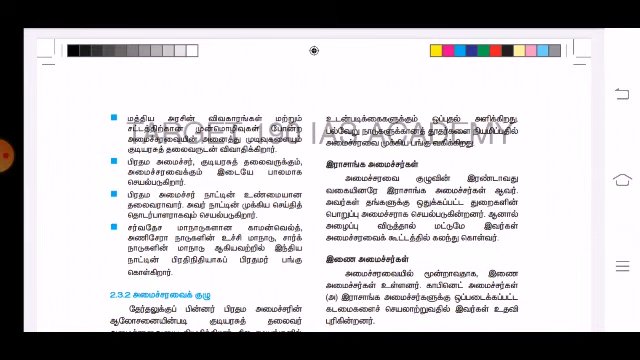 TARGET 190 IAS ACADEMY
மத்திய அரசின் விவகாரங்கள் மற்றும்
சட்டத்திற்கான முன்மொழிவுகள் போன்ற
அமைச்சரவையின் அனைத்து முடிவுகளையும்
குடியரசுத் தலைவருடன் விவாதிக்கிறார்.
பிரதம அமைச்சர், குடியரசுத் தலைவருக்கும்,
அமைச்சரவைக்கும் இடையே பாலமாக
செயல்படுகிறார்.
பிரதம அமைச்சர் நாட்டின் உண்மையான
தலைவராவார். அவர் நாட்டின் முக்கிய செய்தித்
தொடர்பாளராகவும் செயல்படுகிறார்.
சர்வதேச மாநாடுகளான காமன்வெல்த்,
அணிசேரா நாடுகளின் உச்சி மாநாடு, சார்க்
நாடுகளின் மாநாடு ஆகியவற்றில் இந்திய
நாட்டின் பிரதிநிதியாகப் பிரதமர் பங்கு
கொள்கிறார்.
2.3.2 அமைச்சரவைக் குழு
தேர்தலுக்குப் பின்னர் பிரதம அமைச்சரின்
ஆலோசனையின்படி குடியரசுத் தலைவர்
உடன்படிக்கைகளுக்கும் ஒப்புதல் அளிக்கிறது.
பல்வேறு நாடுகளுக்கானத் தூதர்களை நியமிப்பதில்
அமைச்சரவை முக்கிய பங்கு வகிக்கிறது.
இராசாங்க அமைச்சர்கள்
அமைச்சரவை குழுவின் இரண்டாவது
வகையினரே இராசாங்க அமைச்சர்கள் ஆவர்.
அவர்கள் தங்களுக்கு ஒதுக்கப்பட்ட துறைகளின்
பொறுப்பு அமைச்சராக செயல்படுகின்றனர். ஆனால்
அழைப்பு விடுத்தால் மட்டுமே இவர்கள்
அமைச்சரவைக் கூட்டத்தில் கலந்து கொள்வர்.
இணை அமைச்சர்கள்
அமைச்சரவையில் மூன்றாவதாக, இணை
அமைச்சர்கள் உள்ளனர். காபினெட் அமைச்சர்கள்
(அ) இராசாங்க அமைச்சர்களுக்கு ஒப்படைக்கப்பட்ட
கடமைகளைச் செயலாற்றுவதில் இவர்கள் உதவி
புரிகின்றனர்.